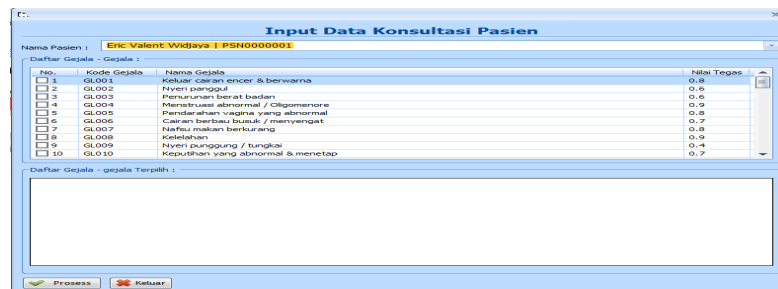 Input Data Konsultasi Pasien
Nama Pasien : Eric Valent Widjaya | PSN0000001
Daftar Gejala - Gejala :
No. Kode Gejala Nama Gejala Nilai Tegas
1 GL001 Keluar cairan encer & berwarna 0.8
2 GL002 Nyeri panggul 0.6
3 GL003 Penurunan berat badan 0.6
4 GL004 Menstruasi abnormal / Oligomenore 0.9
5 GL005 Pendarahan vagina yang abnormal 0.8
6 GL006 Cairan berbau busuk / menyengat 0.7
7 GL007 Nafsu makan berkurang 0.8
8 GL008 Kelelahan 0.9
9 GL009 Nyeri punggung / tungkai 0.4
10 GL010 Keputihan yang abnormal & menetap 0.7
Daftar Gejala - gejala Terpilih :
Prosess Keluar